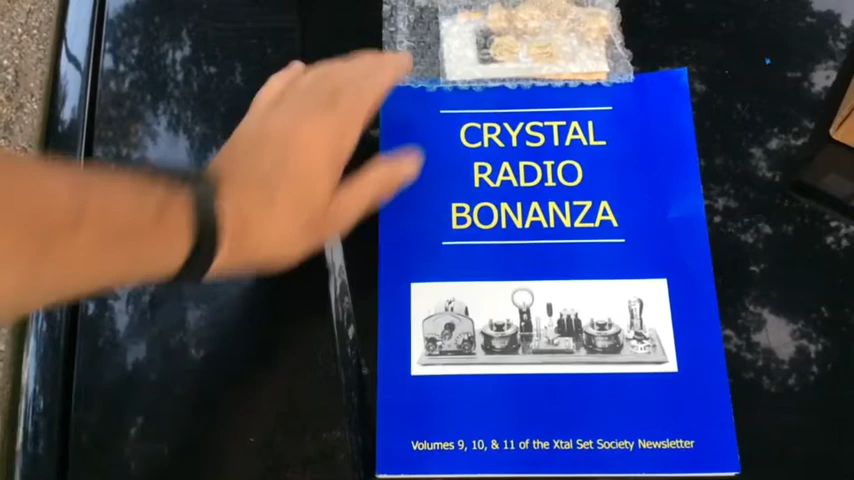 CRYSTAL
RADIO
BONANZA
Volumes 9, 10, & 11 of the Xtal Set Society Newsletter